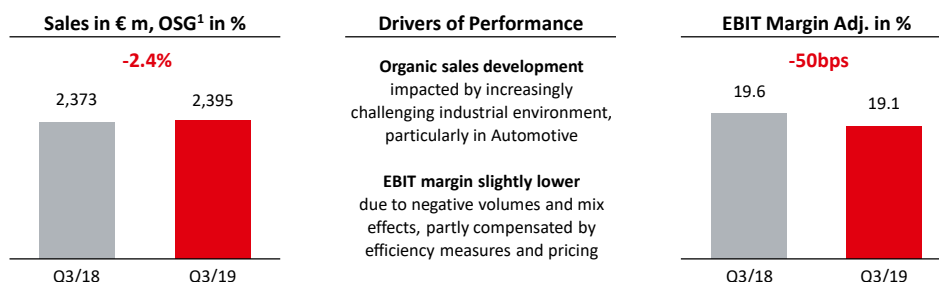 Sales in € m, OSG¹ in %
-2.4%
2,373
2,395
Q3/18
Q3/19
Drivers of Performance
Organic sales development
impacted by increasingly
challenging industrial environment,
particularly in Automotive
EBIT margin slightly lower
due to negative volumes and mix
effects, partly compensated by
efficiency measures and pricing
EBIT Margin Adj. in %
-50bps
19.6
19.1
Q3/18
Q3/19